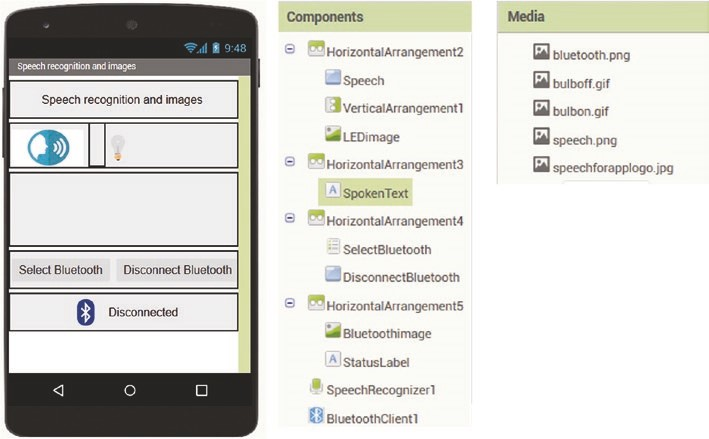 9:48
Speech recognition and images
Speech recognition and images
Select Bluetooth
Disconnect Bluetooth
Disconnected
Components
HorizontalArrangement2
Speech
VerticalArrangement1
LEDimage
HorizontalArrangement3
SpokenText
HorizontalArrangement4
SelectBluetooth
DisconnectBluetooth
HorizontalArrangement5
Bluetoothimage
StatusLabel
SpeechRecognizer1
BluetoothClient1
Media
bluetooth.png
bulboff.gif
bulbon.gif
speech.png
speechforapplogo.jpg